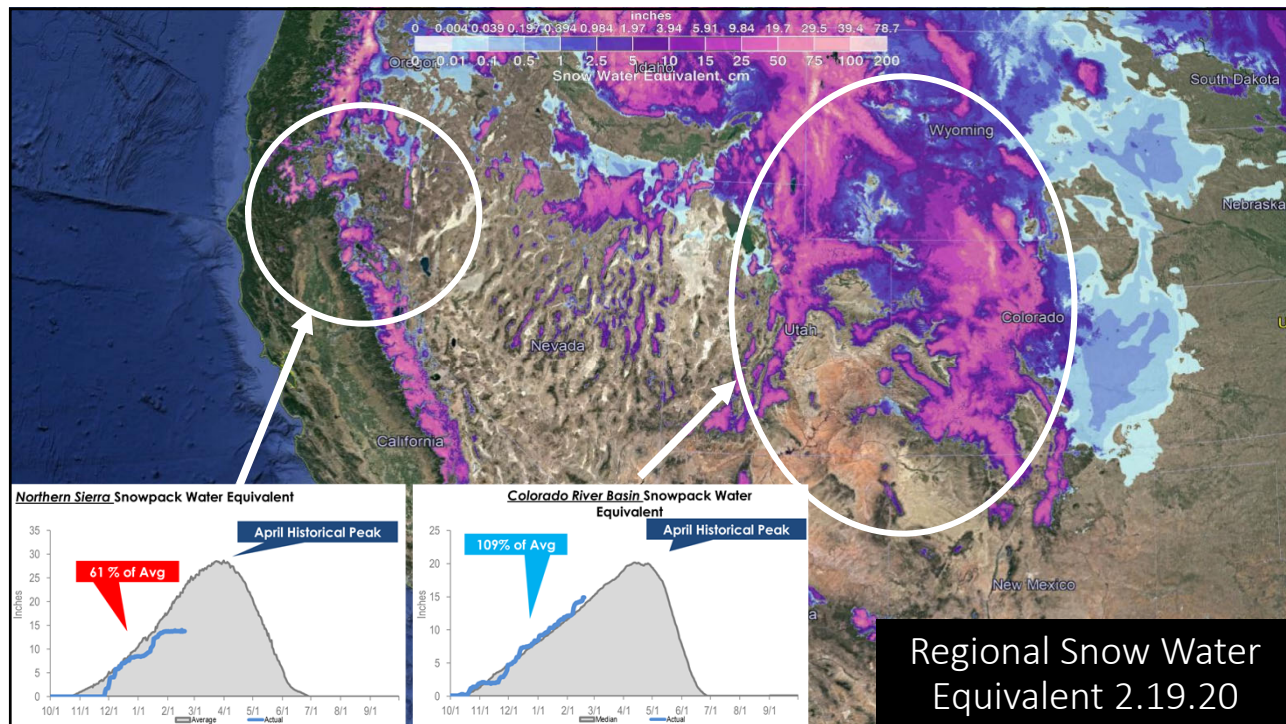 inches
0 0.004 0.039 0.197 0.394 0.984 1.97 3.94 5.91 9.84 19.7 29.5 39.4 78.7
0 0.01 0.1 0.5 1 2.5 5 10 15 25 50 75 100 200
Snow Water Equivalent, cm
Oregon
Idaho
South Dakota
Wyoming
Nebraska
Utah
Colorado
Nevada
California
New Mexico
Northern Sierra Snowpack Water Equivalent
April Historical Peak
61 % of Avg
Inches
35
30
25
20
15
10
5
0
10/1 11/1 12/1 1/1 2/1 3/1 4/1 5/1 6/1 7/1 8/1 9/1
Average Actual
Colorado River Basin Snowpack Water
Equivalent
April Historical Peak
109% of Avg
Inches
25
20
15
10
5
0
10/1 11/1 12/1 1/1 2/1 3/1 4/1 5/1 6/1 7/1 8/1 9/1
Median Actual
Regional Snow Water
Equivalent 2.19.20